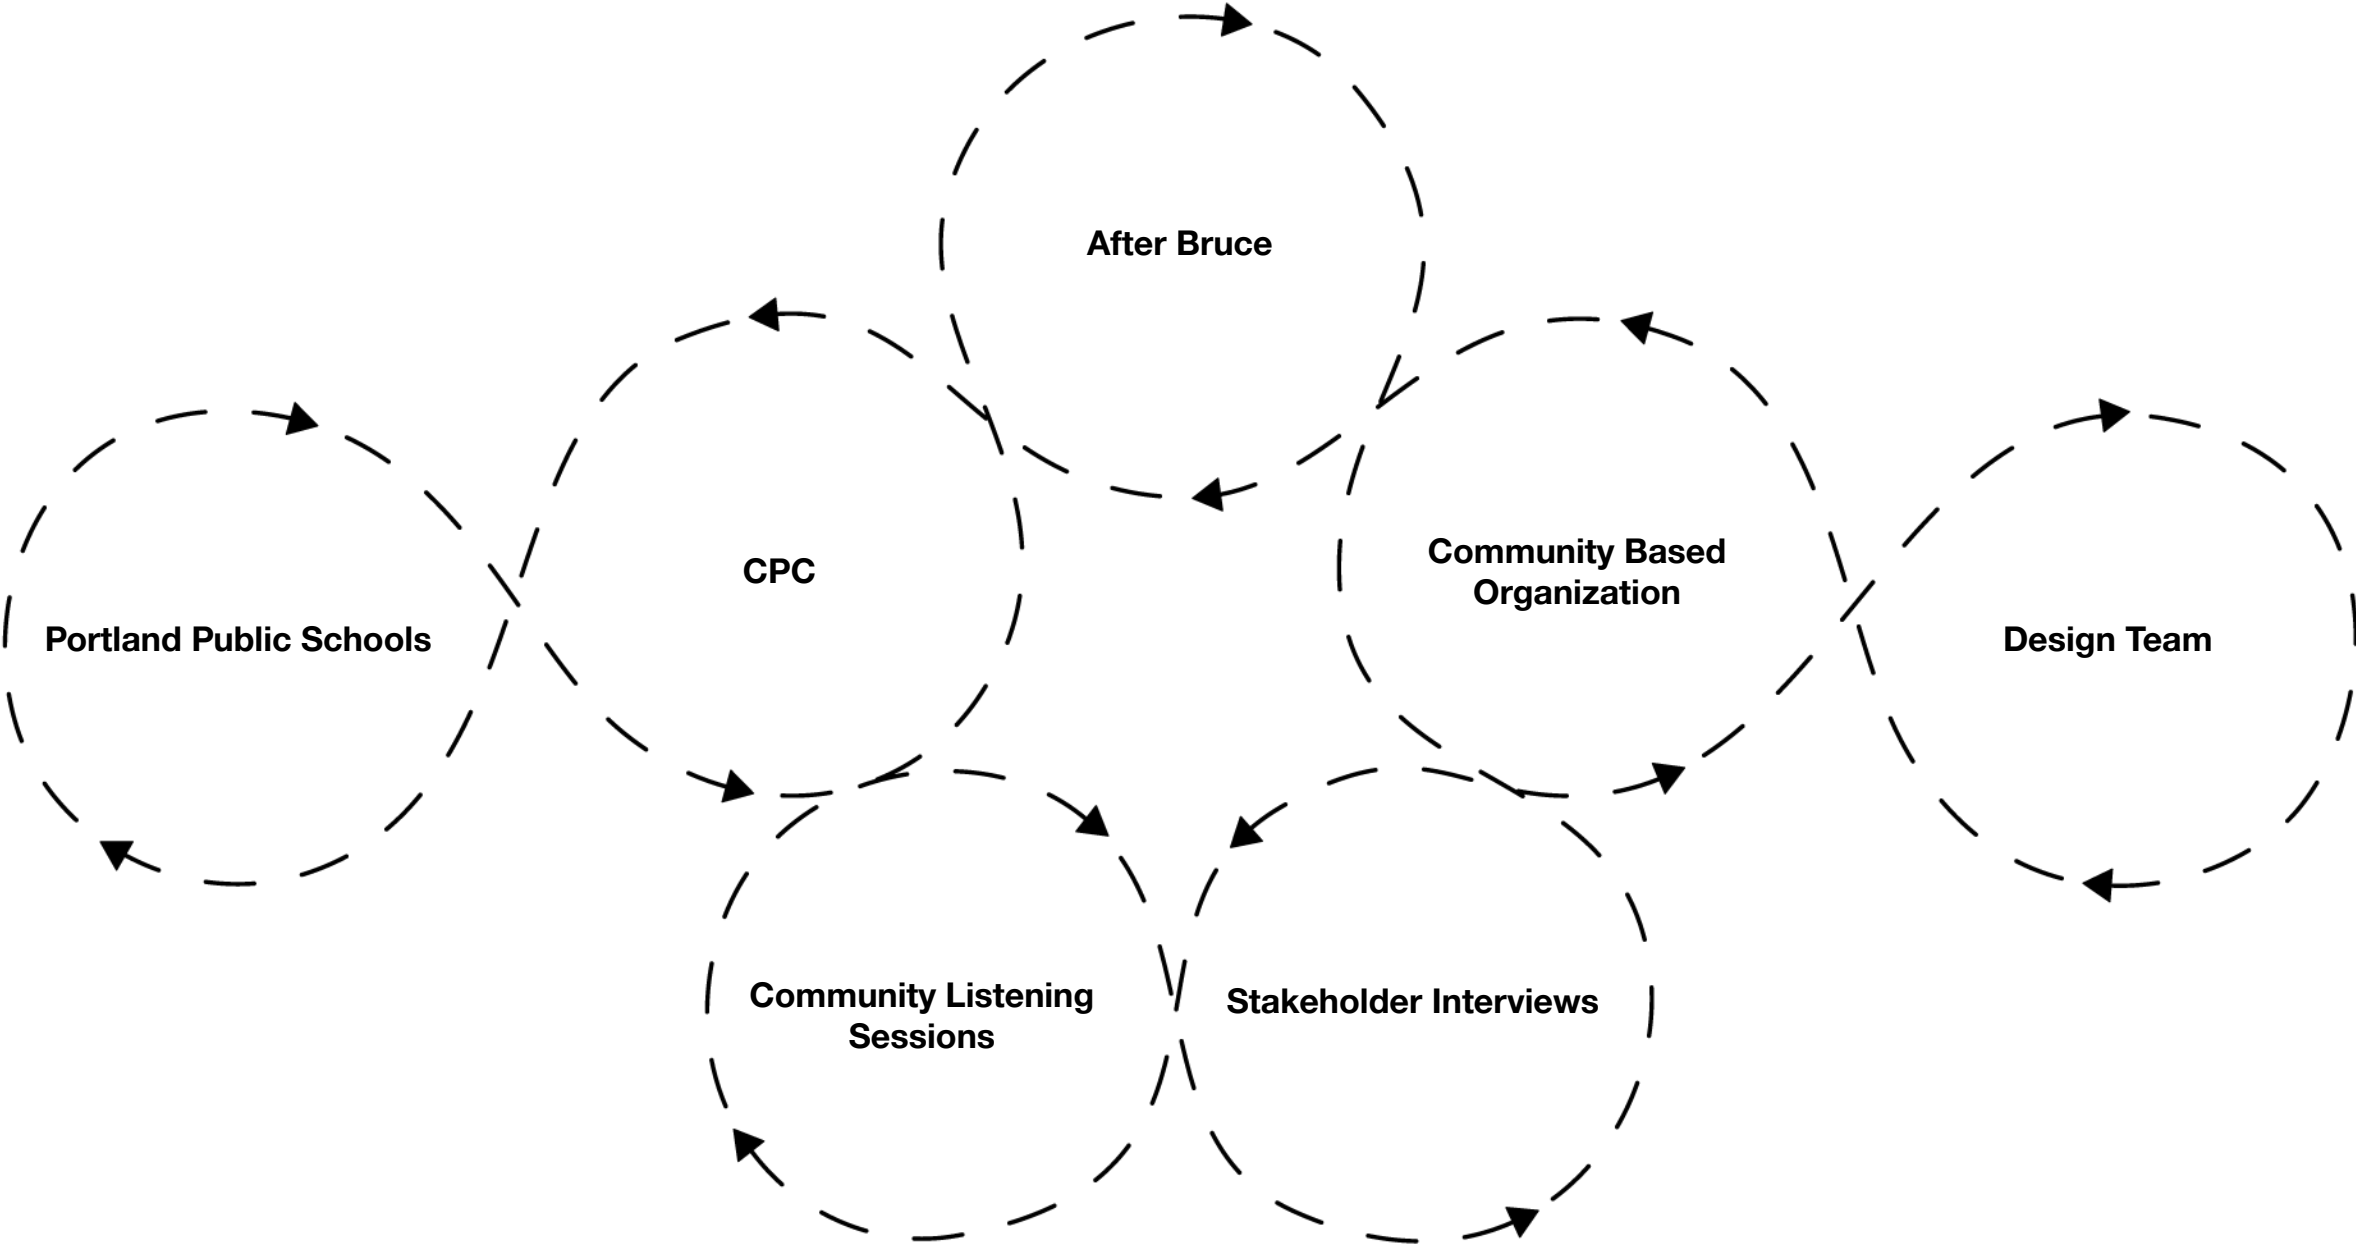 After Bruce
CPC
Community Based
Organization
Portland Public Schools
Design Team
Community Listening
Sessions
Stakeholder Interviews